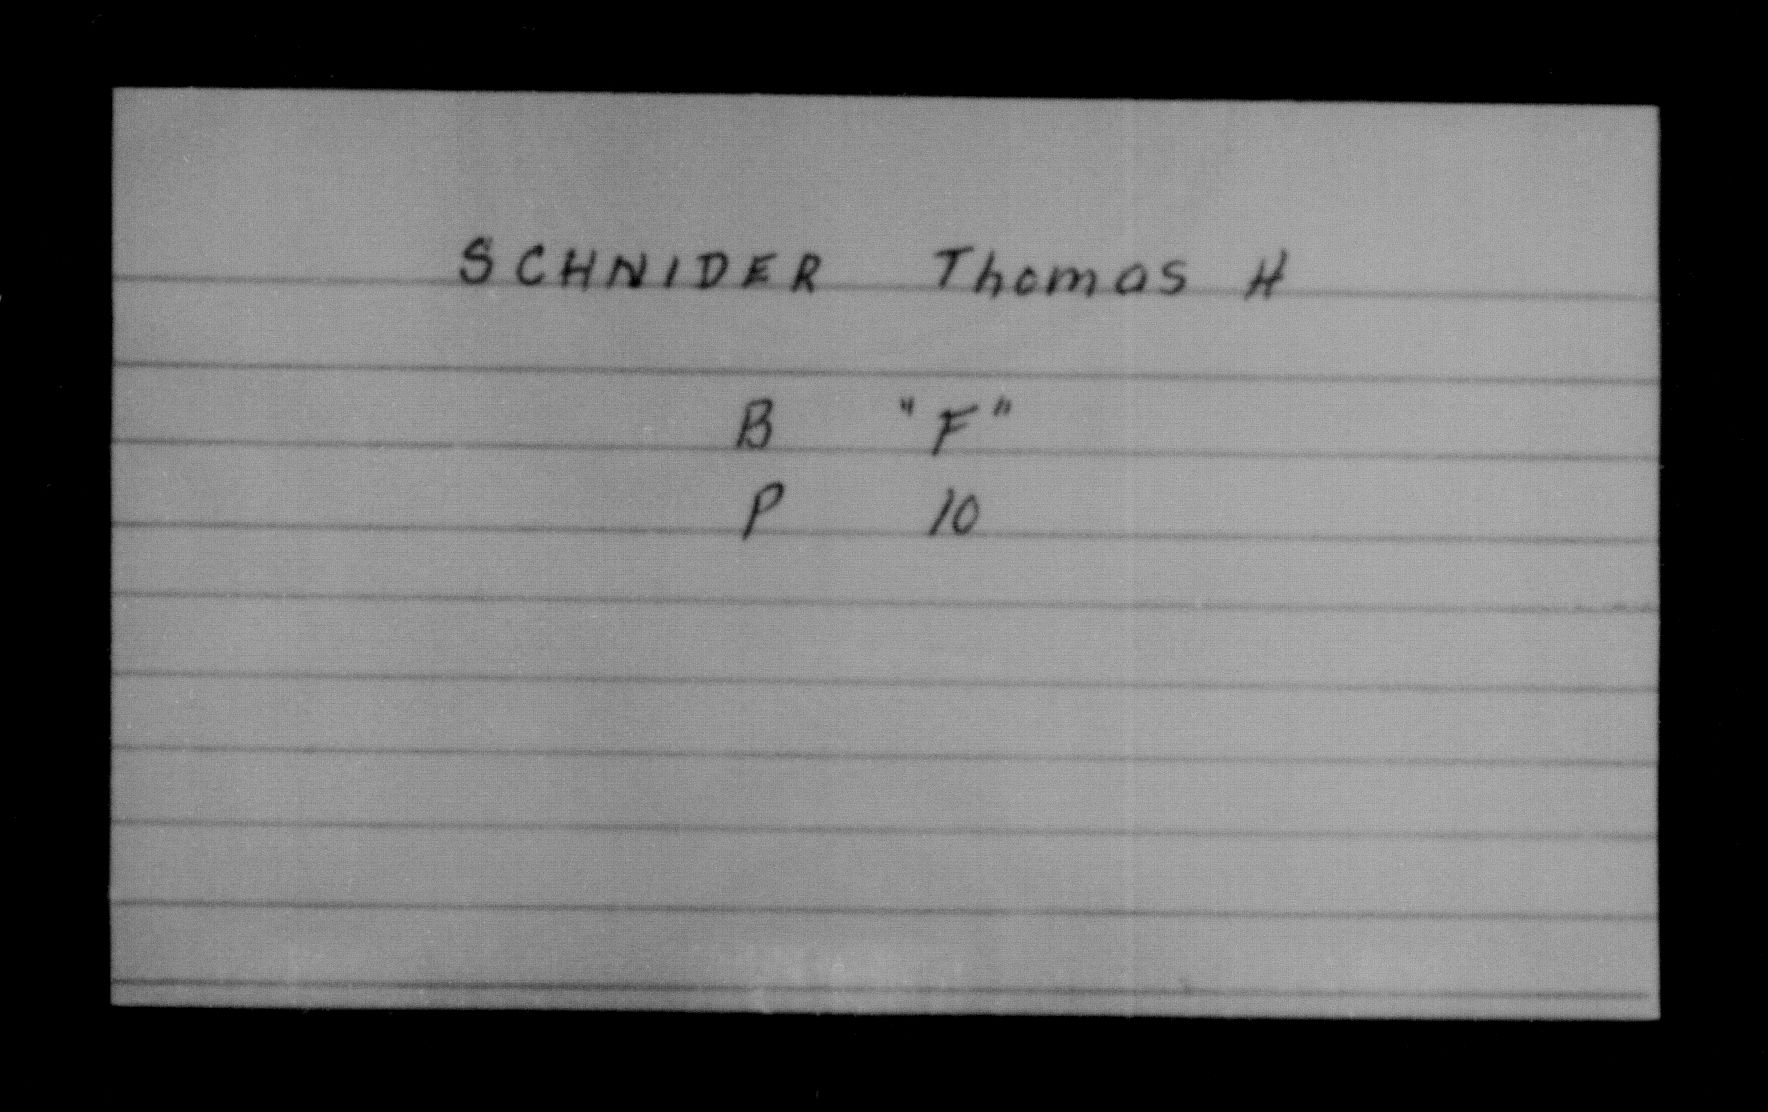 SCHNIDER Thomas H
B "F"
P 10